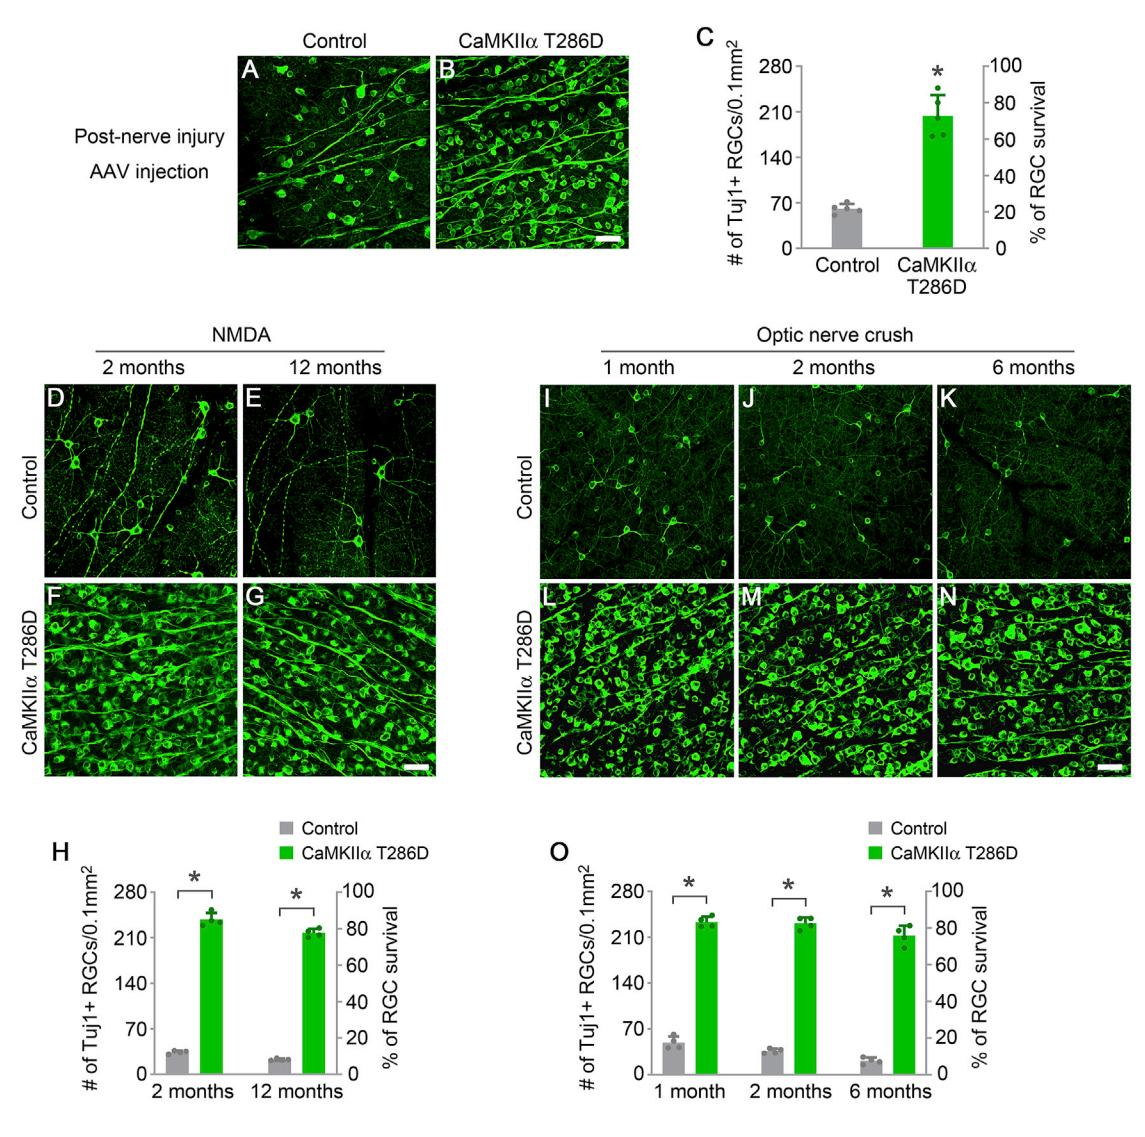 Control
CaMKIIα T286D
A
B
Post-nerve injury
AAV injection
C
# of Tuj1+ RGCs/0.1mm2
280
210
140
70
0
*
100
80
60
40
20
0
% of RGC survival
Control
CaMKIIα
T286D
NMDA
2 months
12 months
Control
D
E
CaMKIIα T286D
F
G
Optic nerve crush
1 month
2 months
6 months
Control
I
J
K
CaMKIIα T286D
L
M
N
H
Control
CaMKIIα T286D
# of Tuj1+ RGCs/0.1mm2
280
210
140
70
0
*
*
100
80
60
40
20
0
% of RGC survival
2 months
12 months
O
Control
CaMKIIα T286D
# of Tuj1+ RGCs/0.1mm2
280
210
140
70
0
*
*
*
100
80
60
40
20
0
% of RGC survival
1 month
2 months
6 months